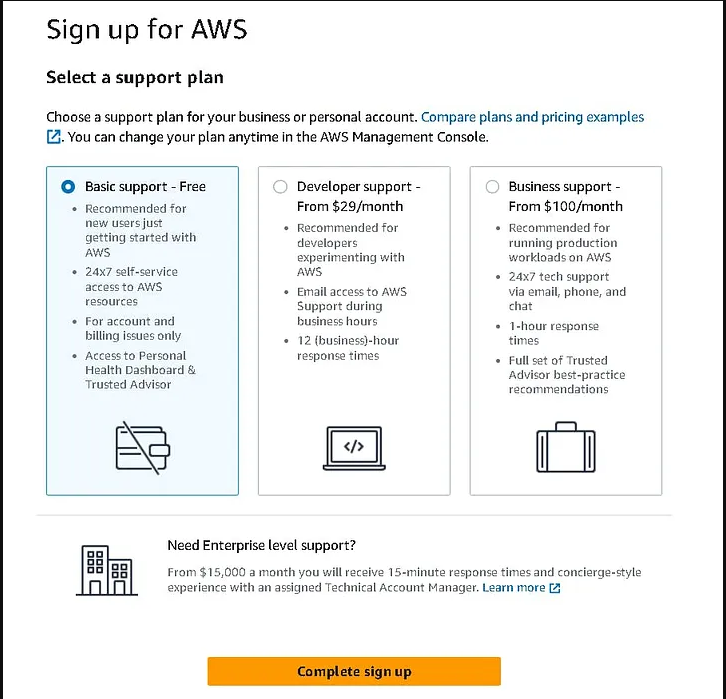 Sign up for AWS
Select a support plan
Choose a support plan for your business or personal account. Compare plans and pricing examples
. You can change your plan anytime in the AWS Management Console.
Basic support - Free
• Recommended for
new users just
getting started with
AWS
• 24x7 self-service
access to AWS
resources
• For account and
billing issues only
• Access to Personal
Health Dashboard &
Trusted Advisor
Developer support -
From $29/month
• Recommended for
developers
experimenting with
AWS
• Email access to AWS
Support during
business hours
• 12 (business)-hour
response times
</>
Business support -
From $100/month
• Recommended for
running production
workloads on AWS
• 24x7 tech support
via email, phone, and
chat
• 1-hour response
times
• Full set of Trusted
Advisor best-practice
recommendations
Need Enterprise level support?
From $15,000 a month you will receive 15-minute response times and concierge-style
experience with an assigned Technical Account Manager. Learn more
Complete sign up